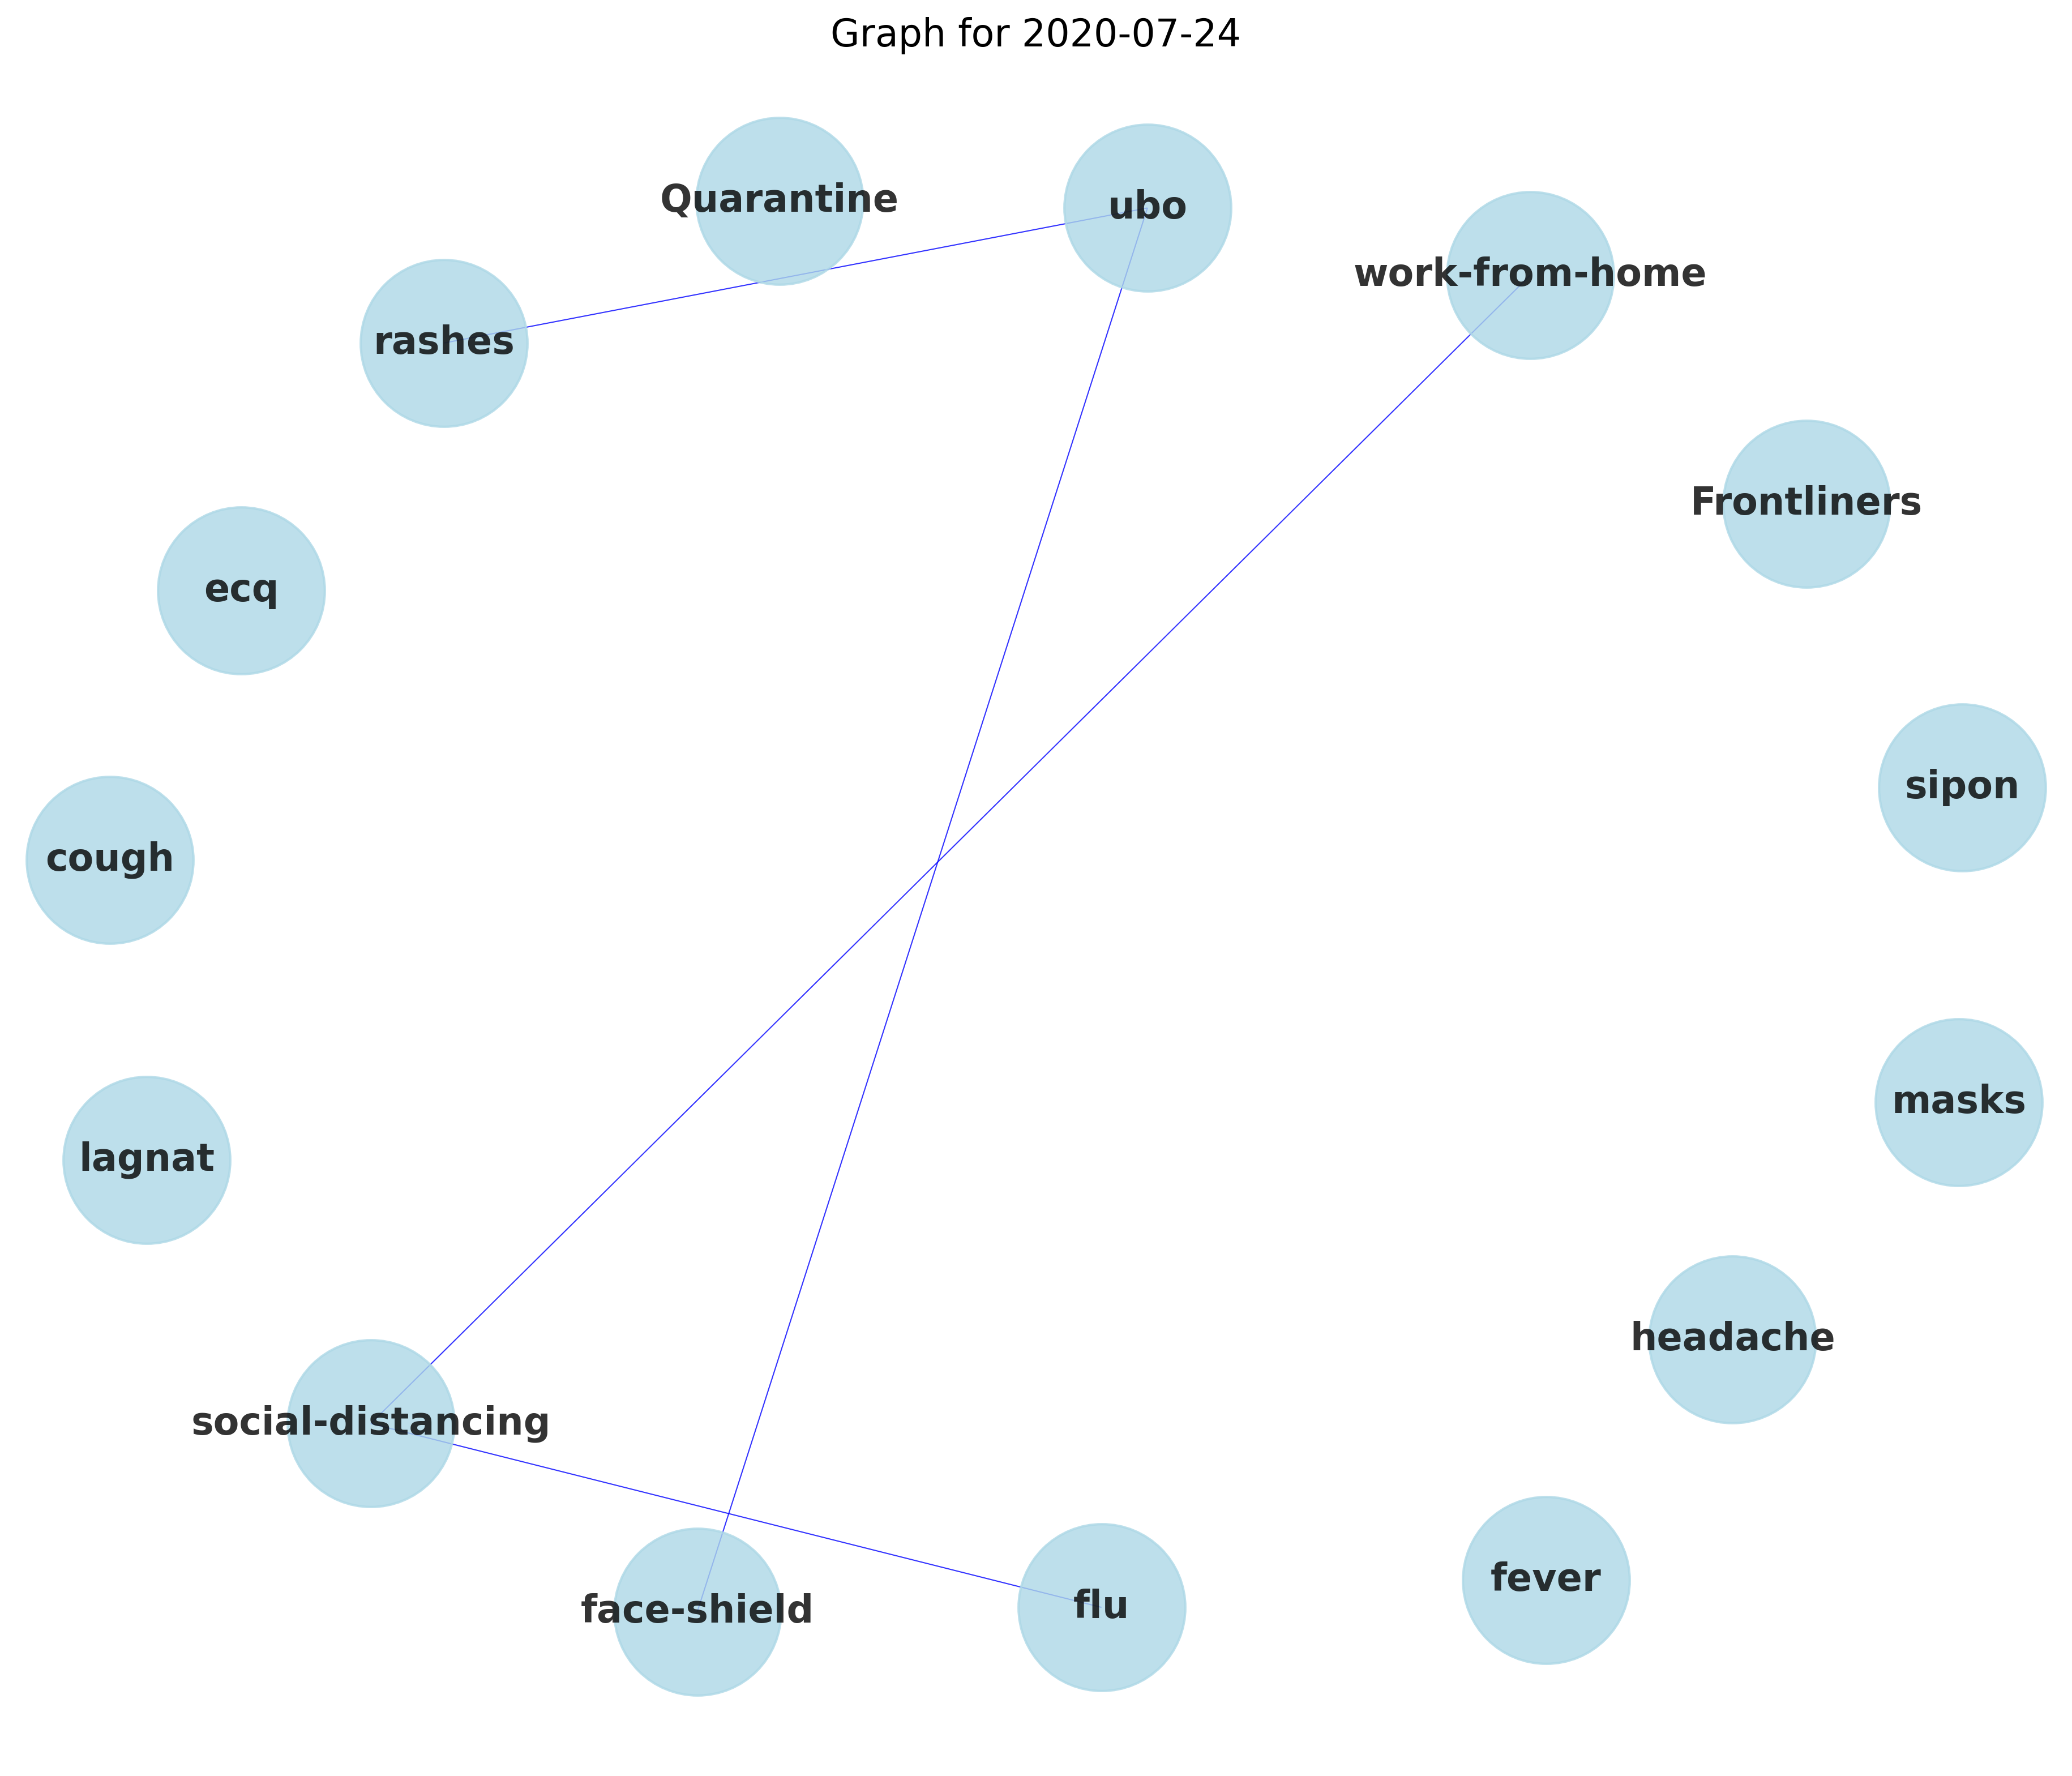 Graph for 2020-07-24
Quarantine
ubo
work-from-home
rashes
Frontliners
ecq
sipon
cough
masks
lagnat
headache
social-distancing
fever
face-shield
flu